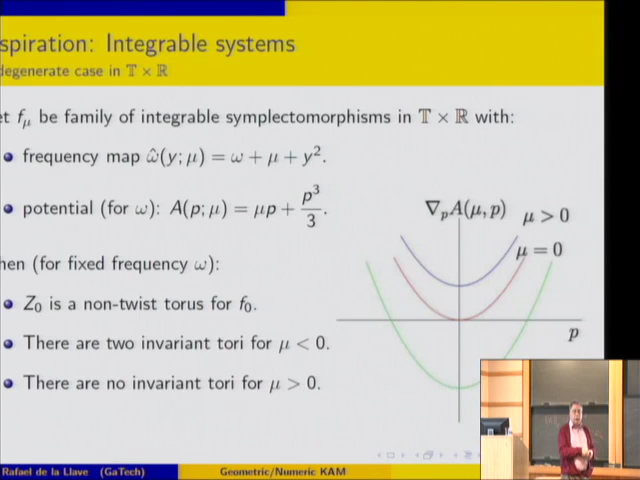 spiration: Integrable systems
degenerate case in 𝕋 × ℝ
et f_μ be family of integrable symplectomorphisms in 𝕋 × ℝ with:
frequency map ω̂(y; μ) = ω + μ + y².
potential (for ω): A(p; μ) = μp + p³/3.
hen (for fixed frequency ω):
Z₀ is a non-twist torus for f₀.
There are two invariant tori for μ < 0.
There are no invariant tori for μ > 0.
∇_p A(μ, p)
μ > 0
μ = 0
p
Rafael de la Llave (GaTech) Geometric/Numeric KAM